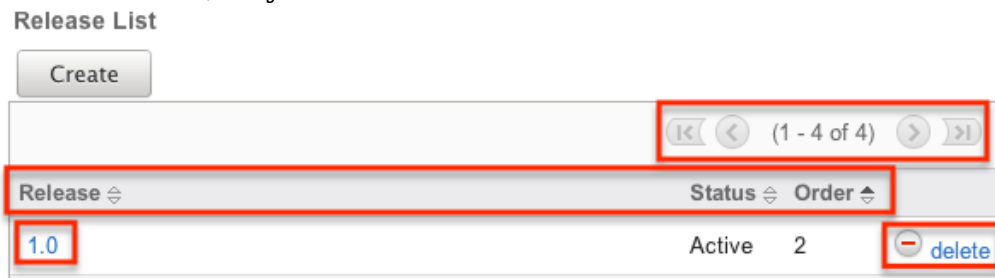 Release List
Create
(1 - 4 of 4)
Release Status Order
1.0 Active 2 delete